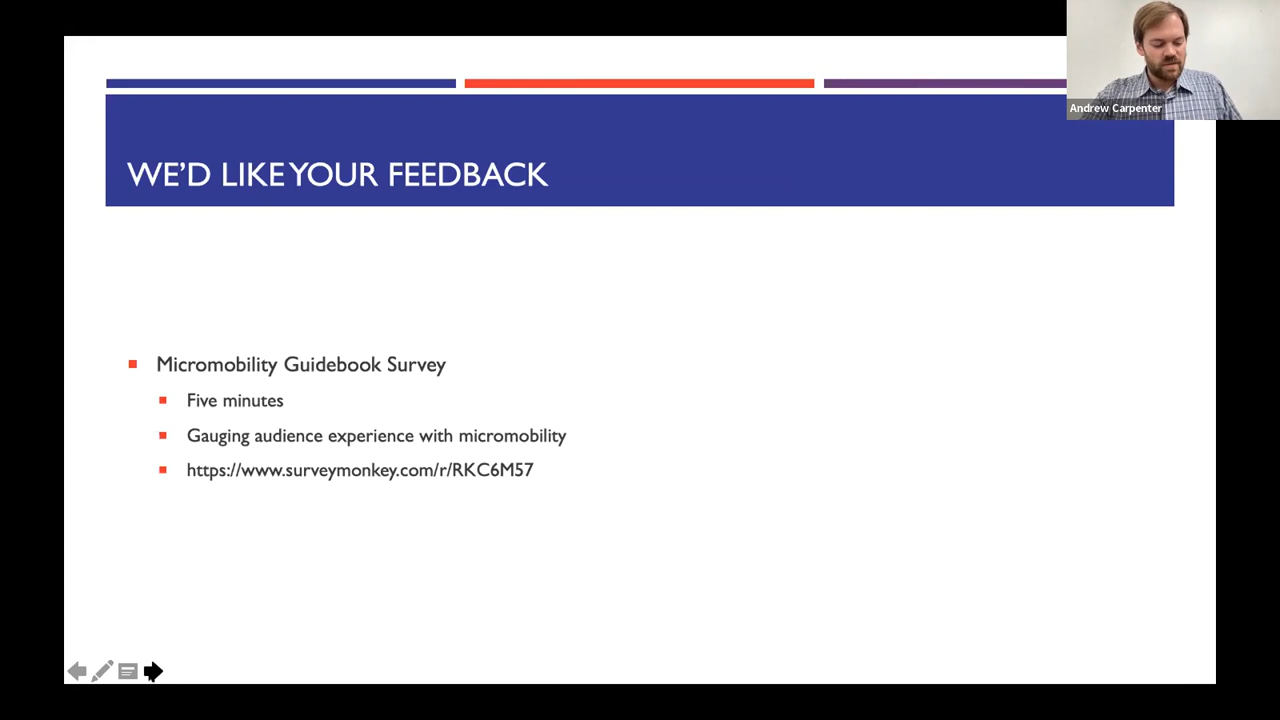 Andrew Carpenter
WE’D LIKE YOUR FEEDBACK
Micromobility Guidebook Survey
Five minutes
Gauging audience experience with micromobility
https://www.surveymonkey.com/r/RKC6M57